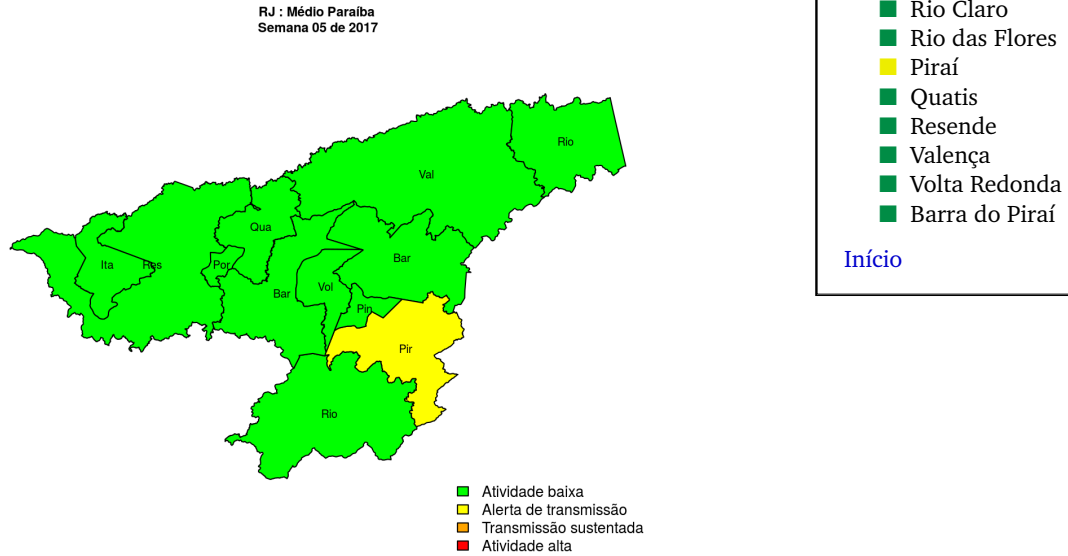 RJ : Médio Paraíba
Semana 05 de 2017
Rio
Val
Qua
Ita
Res
Por
Bar
Bar
Vol
Pin
Pir
Rio
Atividade baixa
Alerta de transmissão
Transmissão sustentada
Atividade alta
Rio Claro
Rio das Flores
Piraí
Quatis
Resende
Valença
Volta Redonda
Barra do Piraí
Início